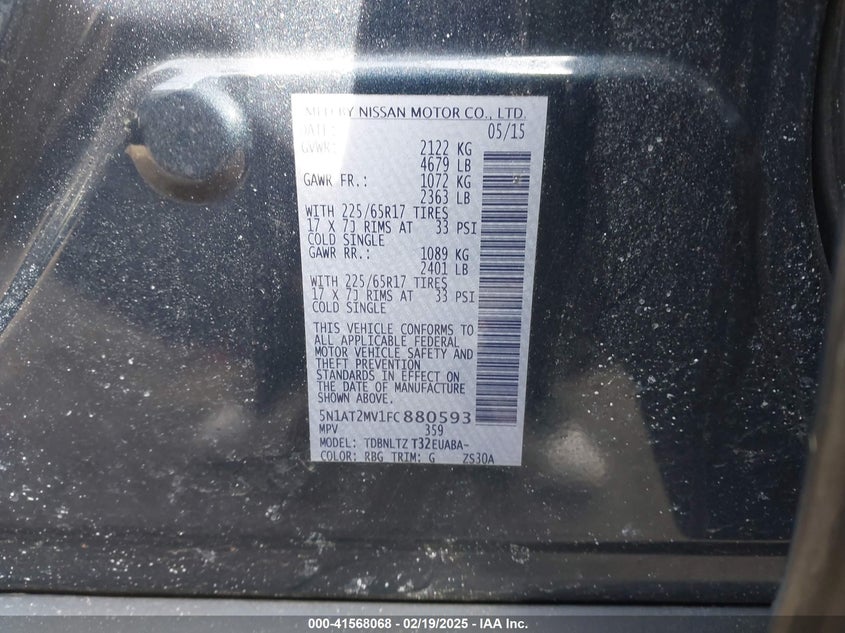 MFD BY NISSAN MOTOR CO., LTD.
DATE: 05/15
GVWR: 2122 KG
4679 LB
GAWR FR.: 1072 KG
2363 LB
WITH 225/65R17 TIRES
17 X 7J RIMS AT 33 PSI
COLD SINGLE
GAWR RR.: 1089 KG
2401 LB
WITH 225/65R17 TIRES
17 X 7J RIMS AT 33 PSI
COLD SINGLE
THIS VEHICLE CONFORMS TO
ALL APPLICABLE FEDERAL
MOTOR VEHICLE SAFETY AND
THEFT PREVENTION
STANDARDS IN EFFECT ON
THE DATE OF MANUFACTURE
SHOWN ABOVE.
5N1AT2MV1FC880593
MPV 359
MODEL: TDBNLTZ T32EUABA-
COLOR: RBG TRIM: G ZS30A
000-41568068 - 02/19/2025 - IAA Inc.